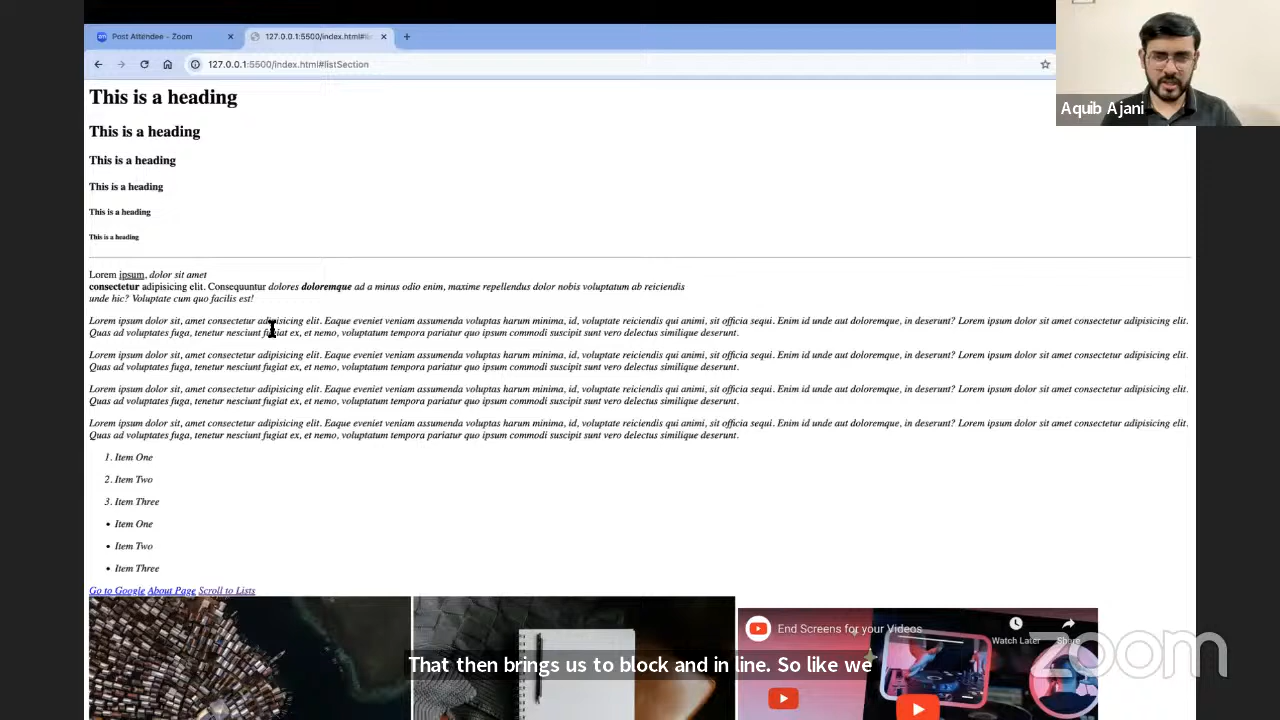 Post Attendee - Zoom
127.0.0.1:5500/index.html#lis
127.0.0.1:5500/index.html#listSection
Aquib Ajani
This is a heading
This is a heading
This is a heading
This is a heading
This is a heading
This is a heading
Lorem ipsum, dolor sit amet
consectetur adipisicing elit. Consequuntur dolores doloremque ad a minus odio enim, maxime repellendus dolor nobis voluptatum ab reiciendis
unde hic? Voluptate cum quo facilis est!
Lorem ipsum dolor sit, amet consectetur adipisicing elit. Eaque eveniet veniam assumenda voluptas harum minima, id, voluptate reiciendis qui animi, sit officia sequi. Enim id unde aut doloremque, in deserunt? Lorem ipsum dolor sit amet consectetur adipisicing elit.
Quas ad voluptates fuga, tenetur nesciunt fugiat ex, et nemo, voluptatum tempora pariatur quo ipsum commodi suscipit sunt vero delectus similique deserunt.
Lorem ipsum dolor sit, amet consectetur adipisicing elit. Eaque eveniet veniam assumenda voluptas harum minima, id, voluptate reiciendis qui animi, sit officia sequi. Enim id unde aut doloremque, in deserunt? Lorem ipsum dolor sit amet consectetur adipisicing elit.
Quas ad voluptates fuga, tenetur nesciunt fugiat ex, et nemo, voluptatum tempora pariatur quo ipsum commodi suscipit sunt vero delectus similique deserunt.
Lorem ipsum dolor sit, amet consectetur adipisicing elit. Eaque eveniet veniam assumenda voluptas harum minima, id, voluptate reiciendis qui animi, sit officia sequi. Enim id unde aut doloremque, in deserunt? Lorem ipsum dolor sit amet consectetur adipisicing elit.
Quas ad voluptates fuga, tenetur nesciunt fugiat ex, et nemo, voluptatum tempora pariatur quo ipsum commodi suscipit sunt vero delectus similique deserunt.
Lorem ipsum dolor sit, amet consectetur adipisicing elit. Eaque eveniet veniam assumenda voluptas harum minima, id, voluptate reiciendis qui animi, sit officia sequi. Enim id unde aut doloremque, in deserunt? Lorem ipsum dolor sit amet consectetur adipisicing elit.
Quas ad voluptates fuga, tenetur nesciunt fugiat ex, et nemo, voluptatum tempora pariatur quo ipsum commodi suscipit sunt vero delectus similique deserunt.
1. Item One
2. Item Two
3. Item Three
• Item One
• Item Two
• Item Three
Go to Google About Page Scroll to Lists
End Screens for your Videos
Watch Later Share
That then brings us to block and in line. So like we
zoom